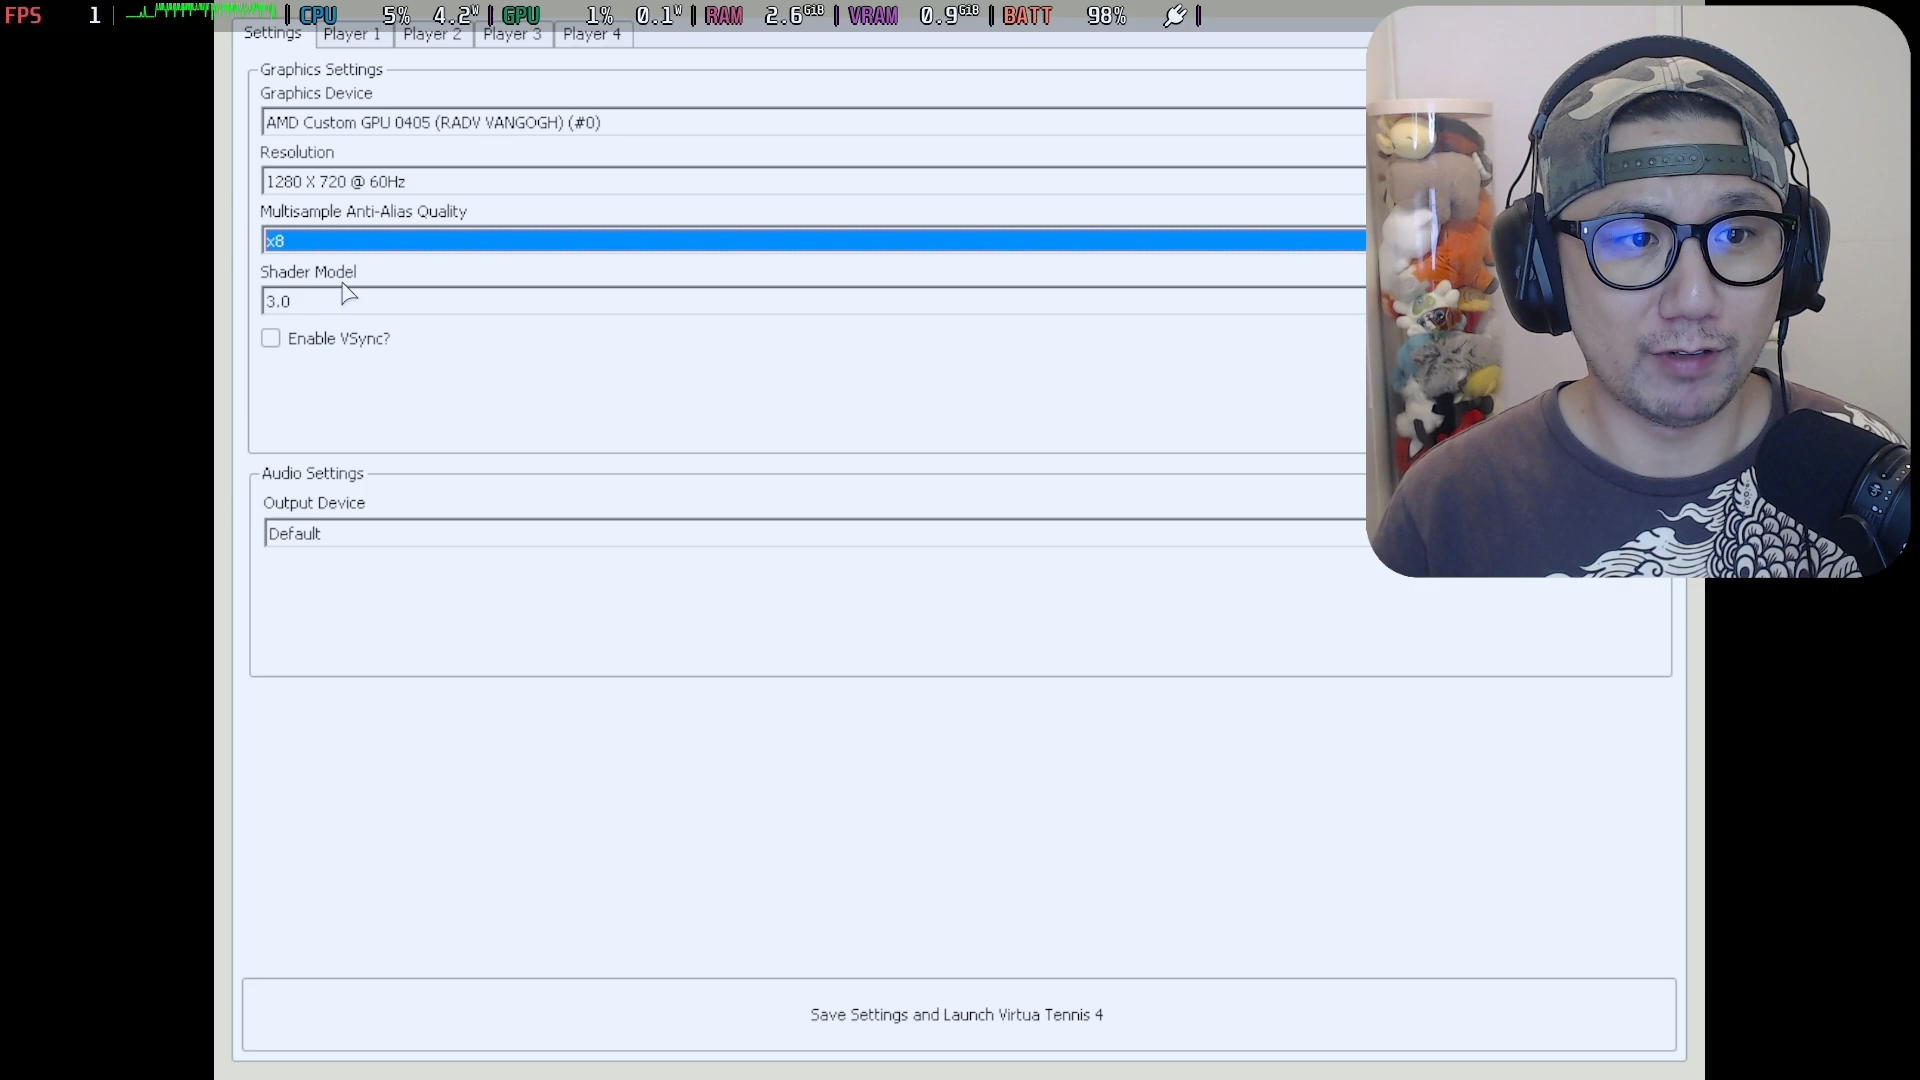 FPS 1 | CPU 5% 4.2W | GPU 1% 0.1W | RAM 2.6GiB | VRAM 0.9GiB | BATT 98% |
Settings Player 1 Player 2 Player 3 Player 4
Graphics Settings
Graphics Device
AMD Custom GPU 0405 (RADV VANGOGH) (#0)
Resolution
1280 X 720 @ 60Hz
Multisample Anti-Alias Quality
x8
Shader Model
3.0
Enable VSync?
Audio Settings
Output Device
Default
Save Settings and Launch Virtua Tennis 4